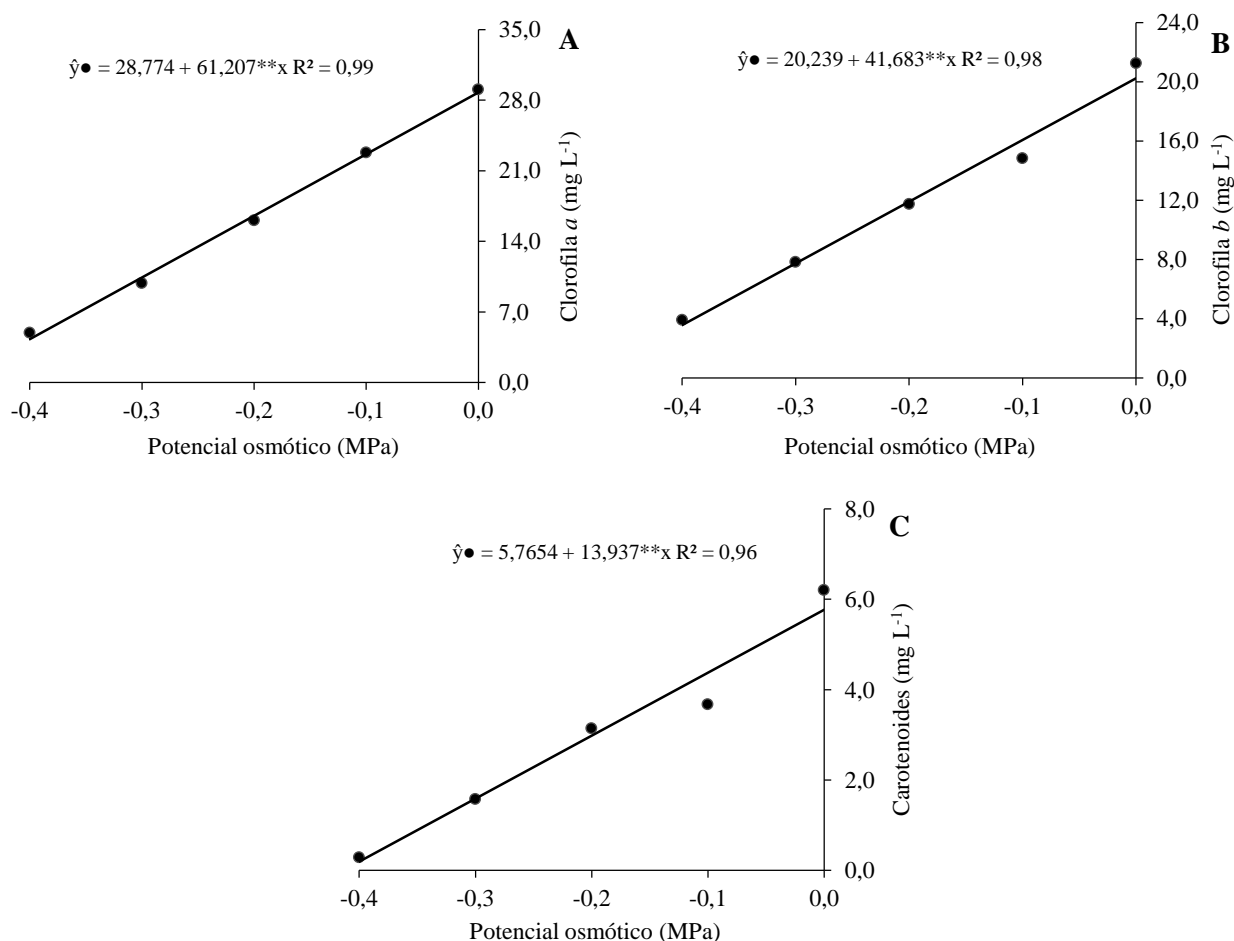 A
ŷ● = 28,774 + 61,207**x R² = 0,99
35,0
28,0
21,0
14,0
7,0
0,0
Clorofila a (mg L-1)
-0,4 -0,3 -0,2 -0,1 0,0
Potencial osmótico (MPa)
B
ŷ● = 20,239 + 41,683**x R² = 0,98
24,0
20,0
16,0
12,0
8,0
4,0
0,0
Clorofila b (mg L-1)
-0,4 -0,3 -0,2 -0,1 0,0
Potencial osmótico (MPa)
C
ŷ● = 5,7654 + 13,937**x R² = 0,96
8,0
6,0
4,0
2,0
0,0
Carotenoides (mg L-1)
-0,4 -0,3 -0,2 -0,1 0,0
Potencial osmótico (MPa)